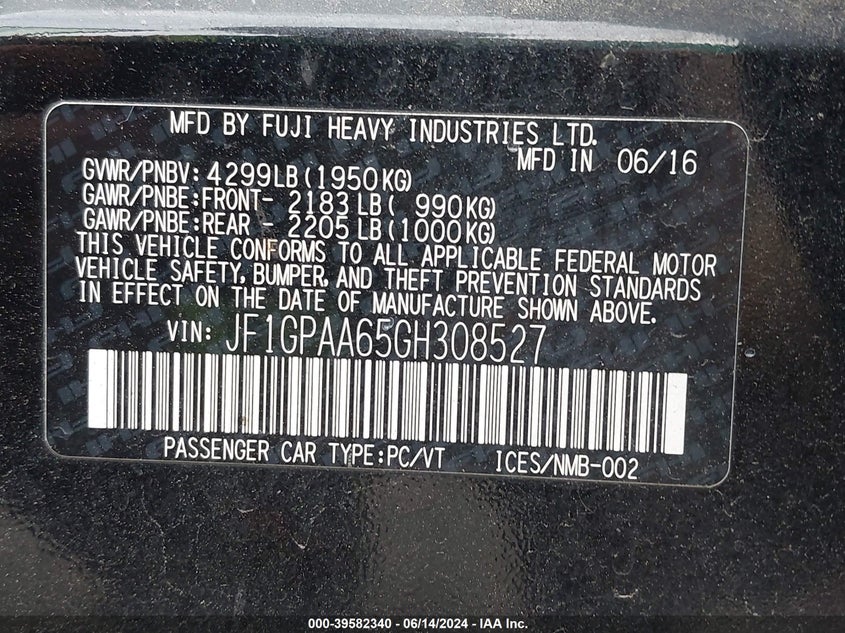 MFD BY FUJI HEAVY INDUSTRIES LTD.
MFD IN 06/16
GVWR/PNBV: 4299LB(1950KG)
GAWR/PNBE:FRONT- 2183LB( 990KG)
GAWR/PNBE:REAR - 2205LB(1000KG)
THIS VEHICLE CONFORMS TO ALL APPLICABLE FEDERAL MOTOR
VEHICLE SAFETY, BUMPER, AND THEFT PREVENTION STANDARDS
IN EFFECT ON THE DATE OF MANUFACTURE SHOWN ABOVE.
VIN: JF1GPAA65GH308527
PASSENGER CAR TYPE:PC/VT ICES/NMB-002
000-39582340 - 06/14/2024 - IAA Inc.